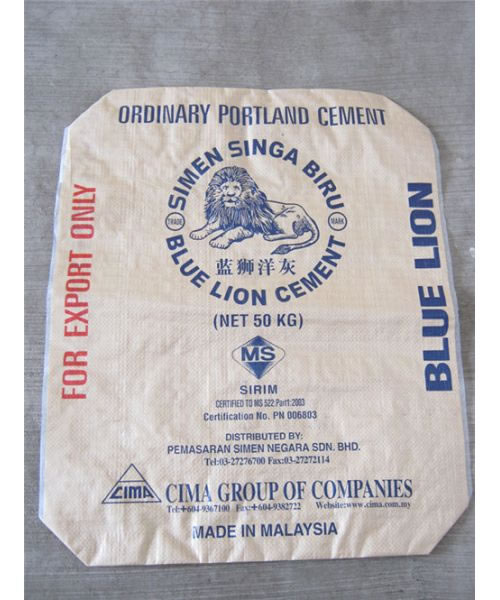 ORDINARY PORTLAND CEMENT
SIMEN SINGA BIRU
TRADE
MARK
蓝狮洋灰
BLUE LION CEMENT
(NET 50 KG)
FOR EXPORT ONLY
BLUE LION
MS
SIRIM
CERTIFIED TO MS 522 Part1:2003
Certification No. PN 006803
DISTRIBUTED BY:
PEMASARAN SIMEN NEGARA SDN. BHD.
Tel:03-27276700 Fax:03-27272114
CIMA
CIMA GROUP OF COMPANIES
Tel:+604-9367100 Fax:+604-9382722 Website:www.cima.com.my
MADE IN MALAYSIA